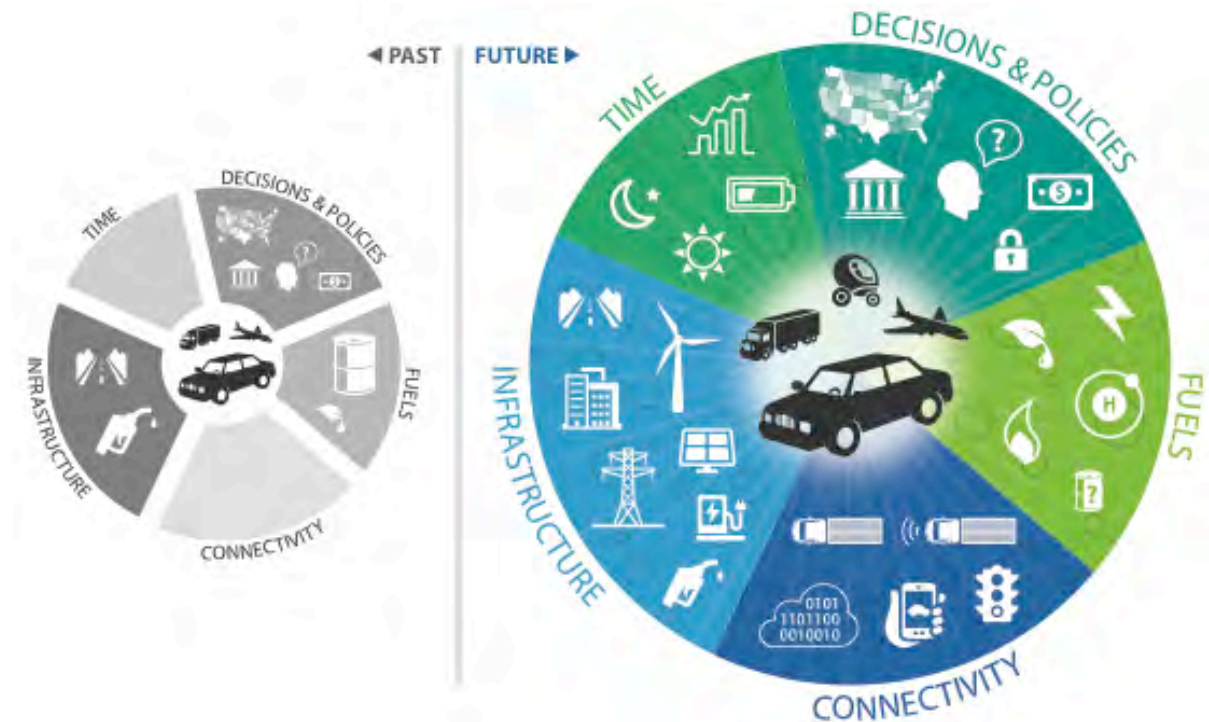 ◄ PAST
FUTURE ►
TIME
DECISIONS & POLICIES
?
$
INFRASTRUCTURE
FUELS
CONNECTIVITY
TIME
DECISIONS & POLICIES
?
$
INFRASTRUCTURE
FUELS
H
?
0101
1101100
0010010
CONNECTIVITY